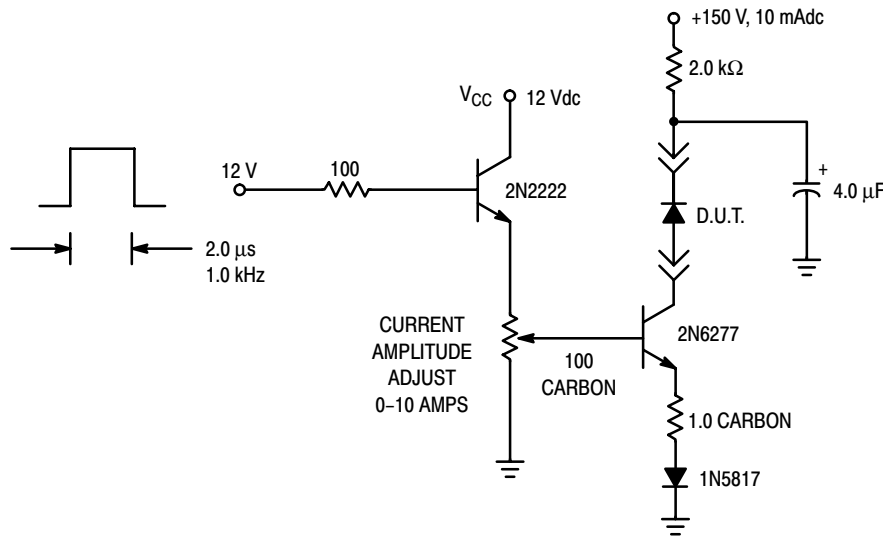 +150 V, 10 mAdc
2.0 kΩ
VCC
12 Vdc
12 V
100
2N2222
+
4.0 μF
D.U.T.
2.0 μs
1.0 kHz
CURRENT
AMPLITUDE
ADJUST
0–10 AMPS
100
CARBON
2N6277
1.0 CARBON
1N5817